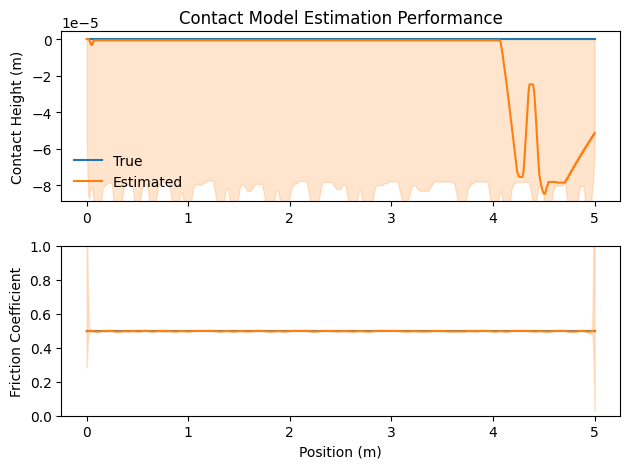 Contact Model Estimation Performance
1e−5
Contact Height (m)
0
−2
−4
−6
−8
True
Estimated
0 1 2 3 4 5
Friction Coefficient
1.0
0.8
0.6
0.4
0.2
0.0
0 1 2 3 4 5
Position (m)